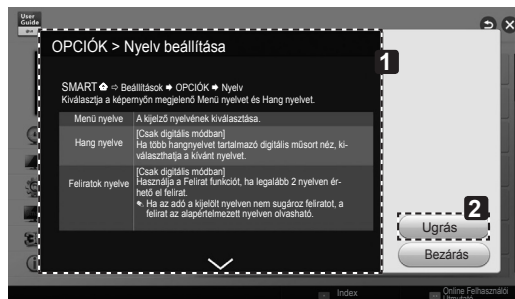 User
Guide
OPCIÓK > Nyelv beállítása
1
SMART ⇨ Beállítások ➡ OPCIÓK ➡ Nyelv
Kiválasztja a képernyőn megjelenő Menü nyelvet és Hang nyelvet.
Menü nyelve A kijelző nyelvének kiválasztása.
[Csak digitális módban]
Hang nyelve Ha több hangnyelvet tartalmazó digitális műsort néz, ki-
választhatja a kívánt nyelvet.
[Csak digitális módban]
Feliratok nyelve Használja a Felirat funkciót, ha legalább 2 nyelven ér-
hető el felirat.
Ha az adó a kijelölt nyelven nem sugároz feliratot, a
felirat az alapértelmezett nyelven olvasható.
2
Ugrás
Bezárás
Index
Online Felhasználói
Útmutató